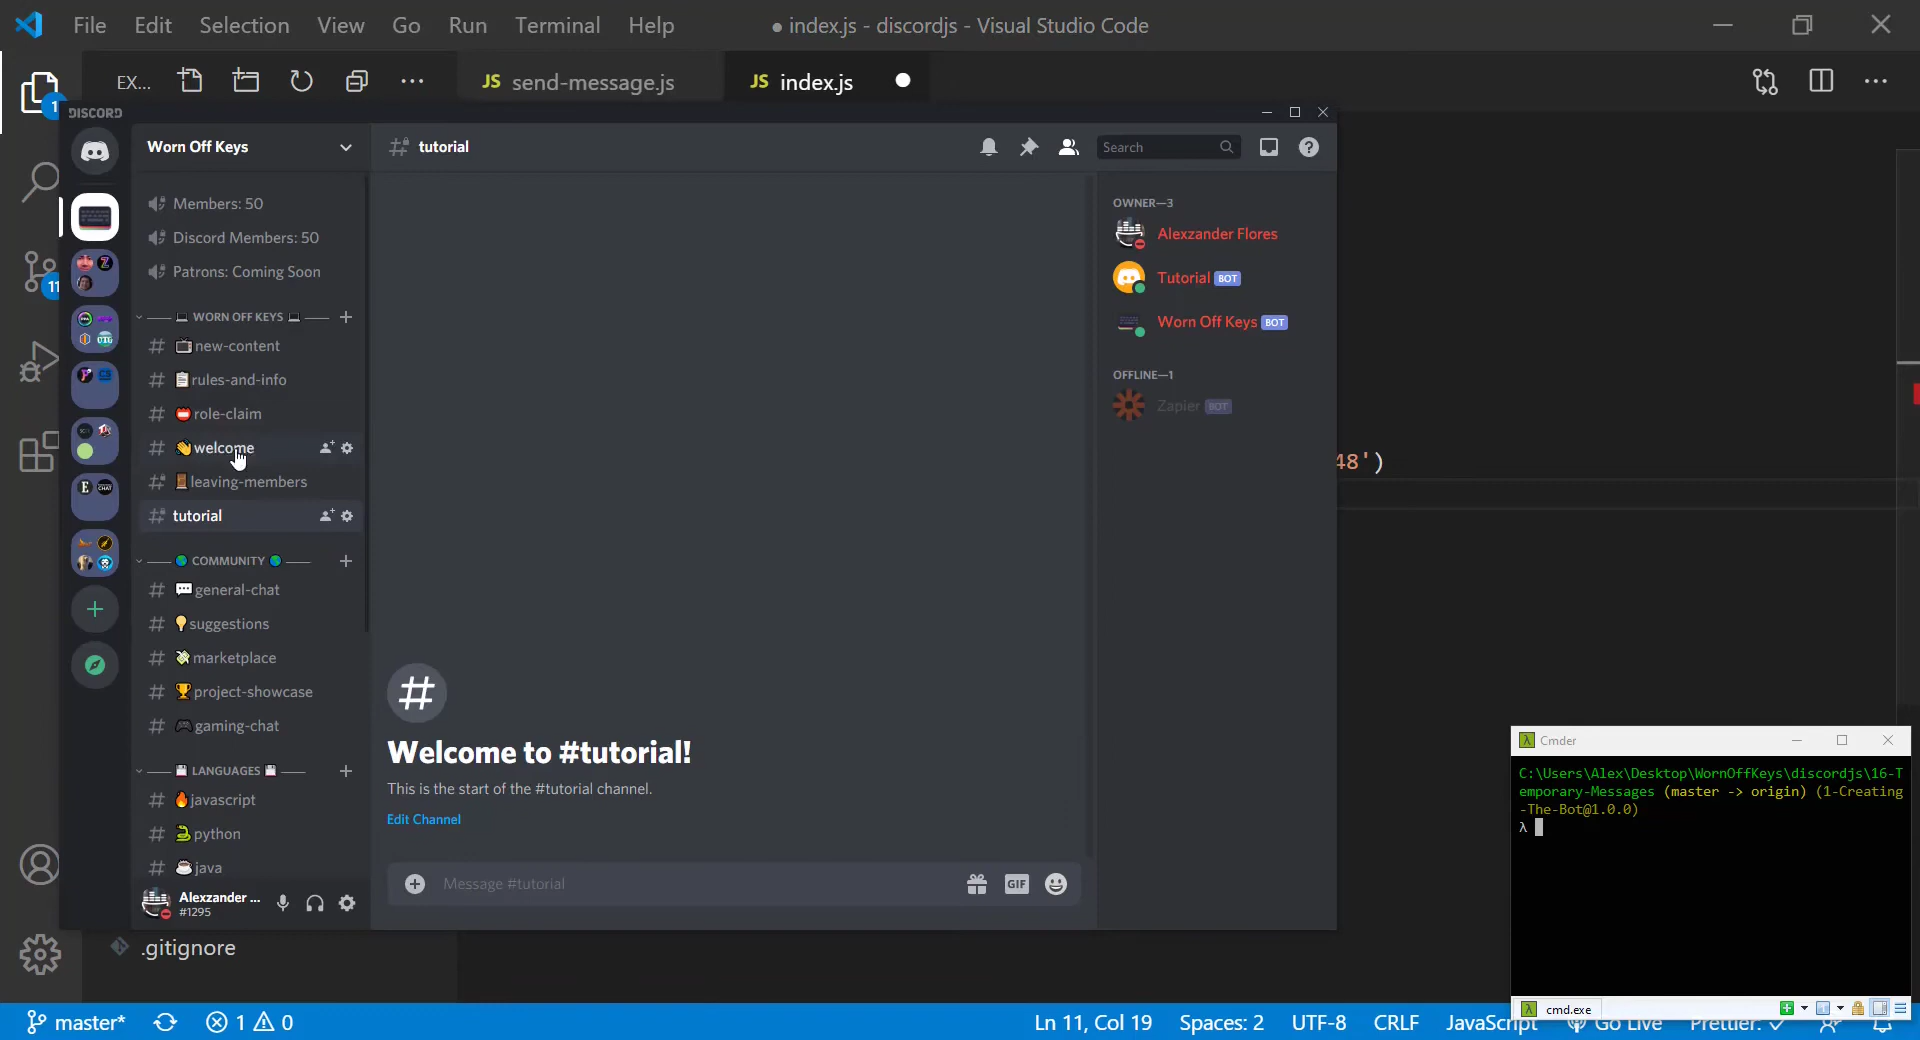 File Edit Selection View Go Run Terminal Help
● index.js - discordjs - Visual Studio Code
EX...
JS send-message.js
JS index.js
1
11
DISCORD
Worn Off Keys
tutorial
Search
Members: 50
Discord Members: 50
Patrons: Coming Soon
WORN OFF KEYS
new-content
rules-and-info
role-claim
welcome
leaving-members
tutorial
COMMUNITY
general-chat
suggestions
marketplace
project-showcase
gaming-chat
LANGUAGES
javascript
python
java
Alexzander ...
#1295
Welcome to #tutorial!
This is the start of the #tutorial channel.
Edit Channel
Message #tutorial
GIF
OWNER—3
Alexzander Flores
Tutorial BOT
Worn Off Keys BOT
OFFLINE—1
Zapier BOT
48')
.gitignore
Cmder
C:\Users\Alex\Desktop\WornOffKeys\discordjs\16-T
emporary-Messages (master -> origin) (1-Creating
-The-Bot@1.0.0)
λ
cmd.exe
master* 1 0
Ln 11, Col 19 Spaces: 2 UTF-8 CRLF JavaScript Go Live Prettier: ✓